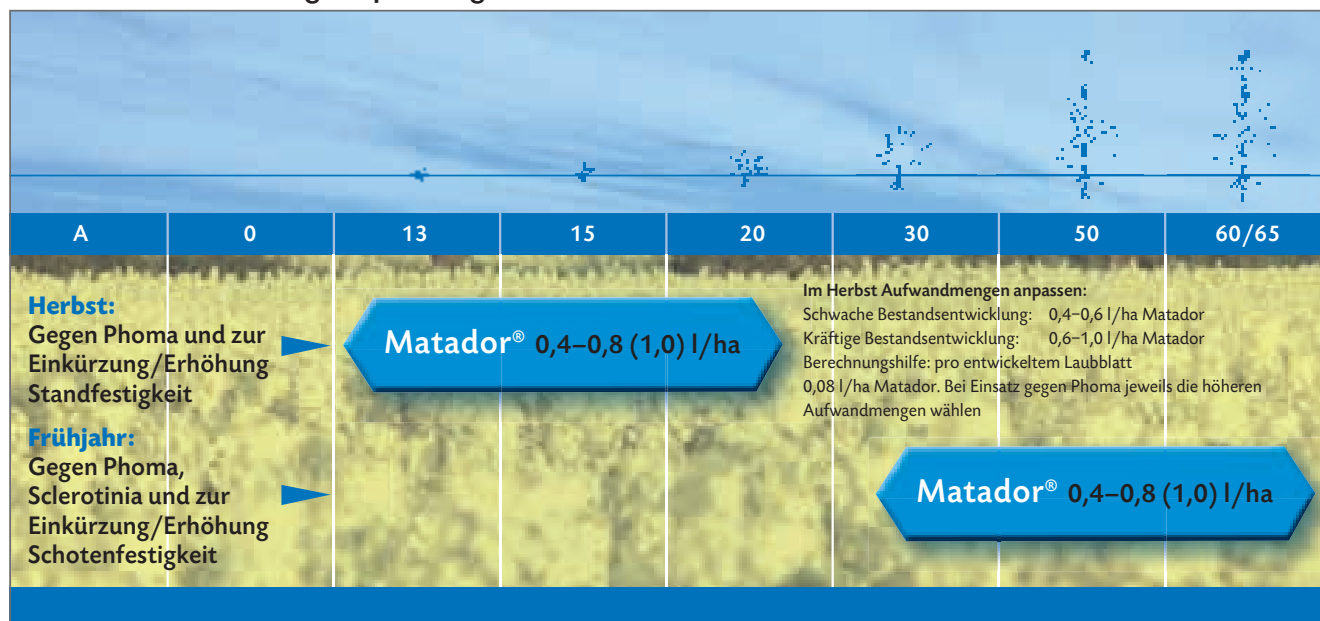 A 0 13 15 20 30 50 60/65
Herbst:
Gegen Phoma und zur
Einkürzung/Erhöhung
Standfestigkeit
Matador® 0,4–0,8 (1,0) l/ha
Im Herbst Aufwandmengen anpassen:
Schwache Bestandsentwicklung: 0,4–0,6 l/ha Matador
Kräftige Bestandsentwicklung: 0,6–1,0 l/ha Matador
Berechnungshilfe: pro entwickeltem Laubblatt
0,08 l/ha Matador. Bei Einsatz gegen Phoma jeweils die höheren
Aufwandmengen wählen
Frühjahr:
Gegen Phoma,
Sclerotinia und zur
Einkürzung/Erhöhung
Schotenfestigkeit
Matador® 0,4–0,8 (1,0) l/ha